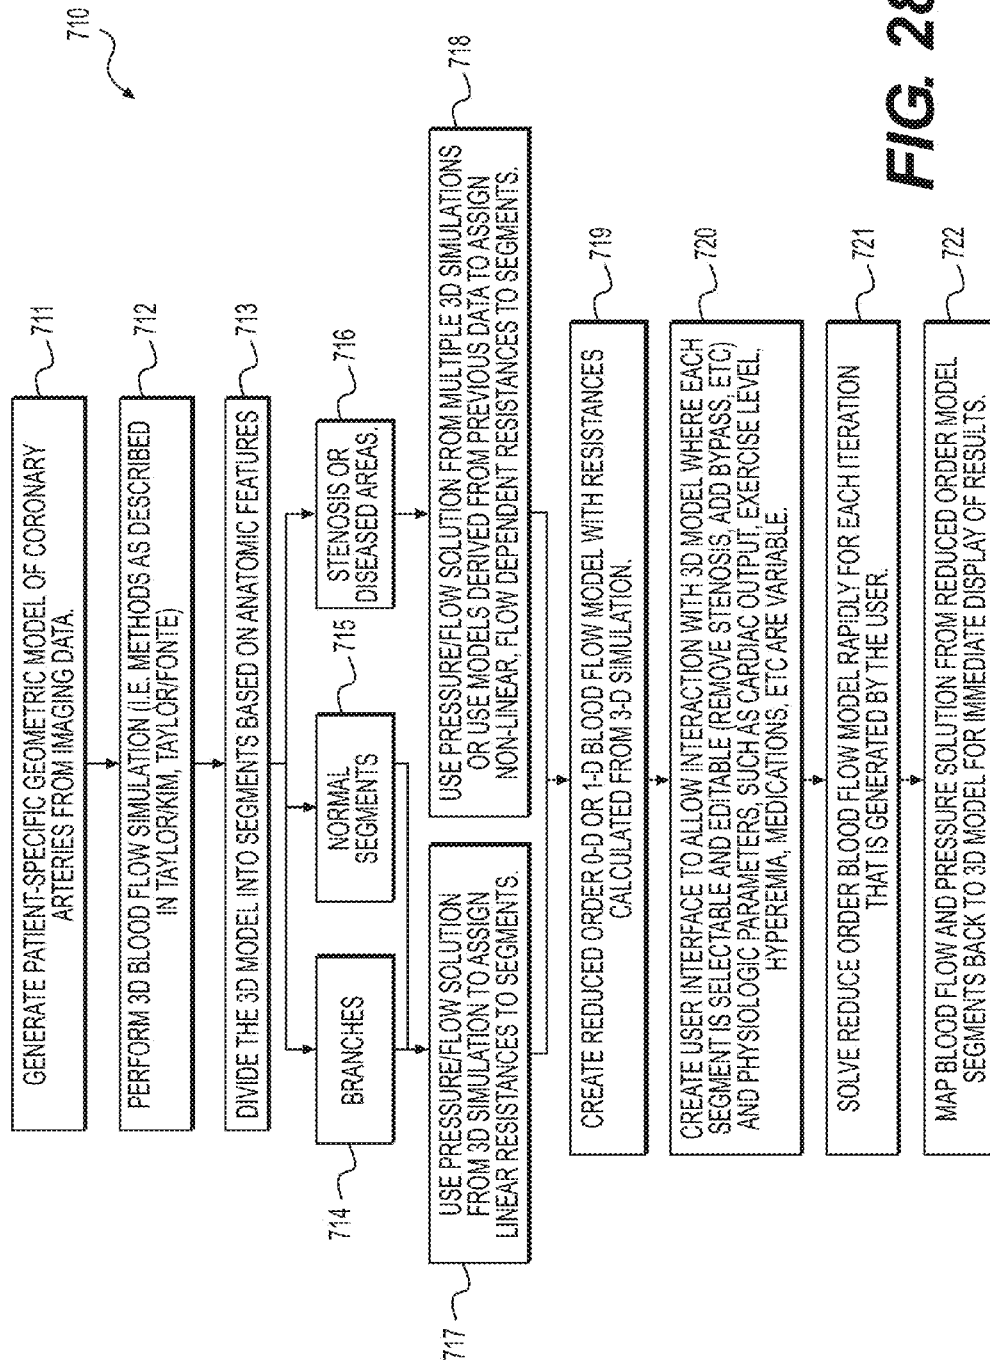 710
GENERATE PATIENT-SPECIFIC GEOMETRIC MODEL OF CORONARY
ARTERIES FROM IMAGING DATA.
711
PERFORM 3D BLOOD FLOW SIMULATION (I.E. METHODS AS DESCRIBED
IN TAYLOR/KIM, TAYLOR/FONTE)
712
DIVIDE THE 3D MODEL INTO SEGMENTS BASED ON ANATOMIC FEATURES
713
714
BRANCHES
NORMAL
SEGMENTS
715
STENOSIS OR
DISEASED AREAS.
716
717
USE PRESSURE/FLOW SOLUTION
FROM 3D SIMULATION TO ASSIGN
LINEAR RESISTANCES TO SEGMENTS.
USE PRESSURE/FLOW SOLUTION FROM MULTIPLE 3D SIMULATIONS
OR USE MODELS DERIVED FROM PREVIOUS DATA TO ASSIGN
NON-LINEAR, FLOW DEPENDENT RESISTANCES TO SEGMENTS.
718
CREATE REDUCED ORDER 0-D OR 1-D BLOOD FLOW MODEL WITH RESISTANCES
CALCULATED FROM 3-D SIMULATION.
719
CREATE USER INTERFACE TO ALLOW INTERACTION WITH 3D MODEL WHERE EACH
SEGMENT IS SELECTABLE AND EDITABLE (REMOVE STENOSIS, ADD BYPASS, ETC)
AND PHYSIOLOGIC PARAMETERS, SUCH AS CARDIAC OUTPUT, EXERCISE LEVEL,
HYPEREMIA, MEDICATIONS, ETC ARE VARIABLE.
720
SOLVE REDUCE ORDER BLOOD FLOW MODEL RAPIDLY FOR EACH ITERATION
THAT IS GENERATED BY THE USER.
721
MAP BLOOD FLOW AND PRESSURE SOLUTION FROM REDUCED ORDER MODEL
SEGMENTS BACK TO 3D MODEL FOR IMMEDIATE DISPLAY OF RESULTS.
722
FIG. 28